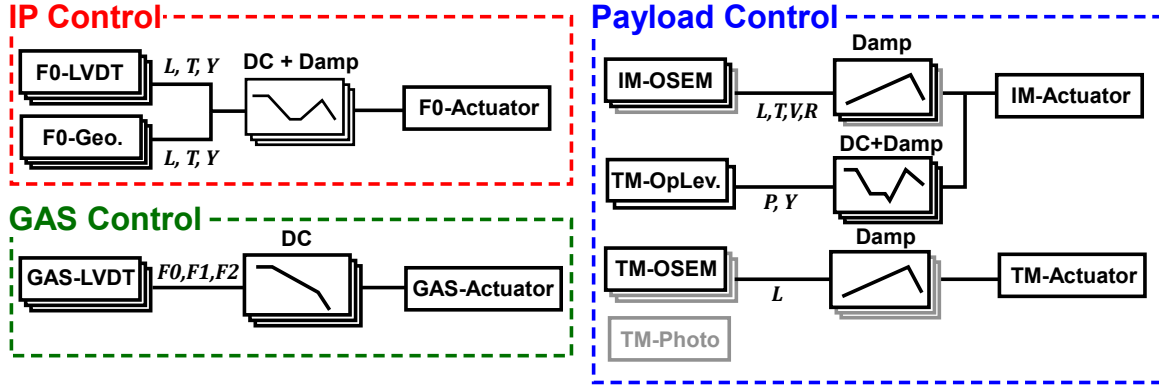 IP Control
F0-LVDT
L, T, Y
DC + Damp
F0-Actuator
F0-Geo.
L, T, Y
GAS Control
GAS-LVDT
F0,F1,F2
DC
GAS-Actuator
Payload Control
IM-OSEM
L,T,V,R
Damp
IM-Actuator
TM-OpLev.
P, Y
DC+Damp
TM-OSEM
L
Damp
TM-Actuator
TM-Photo